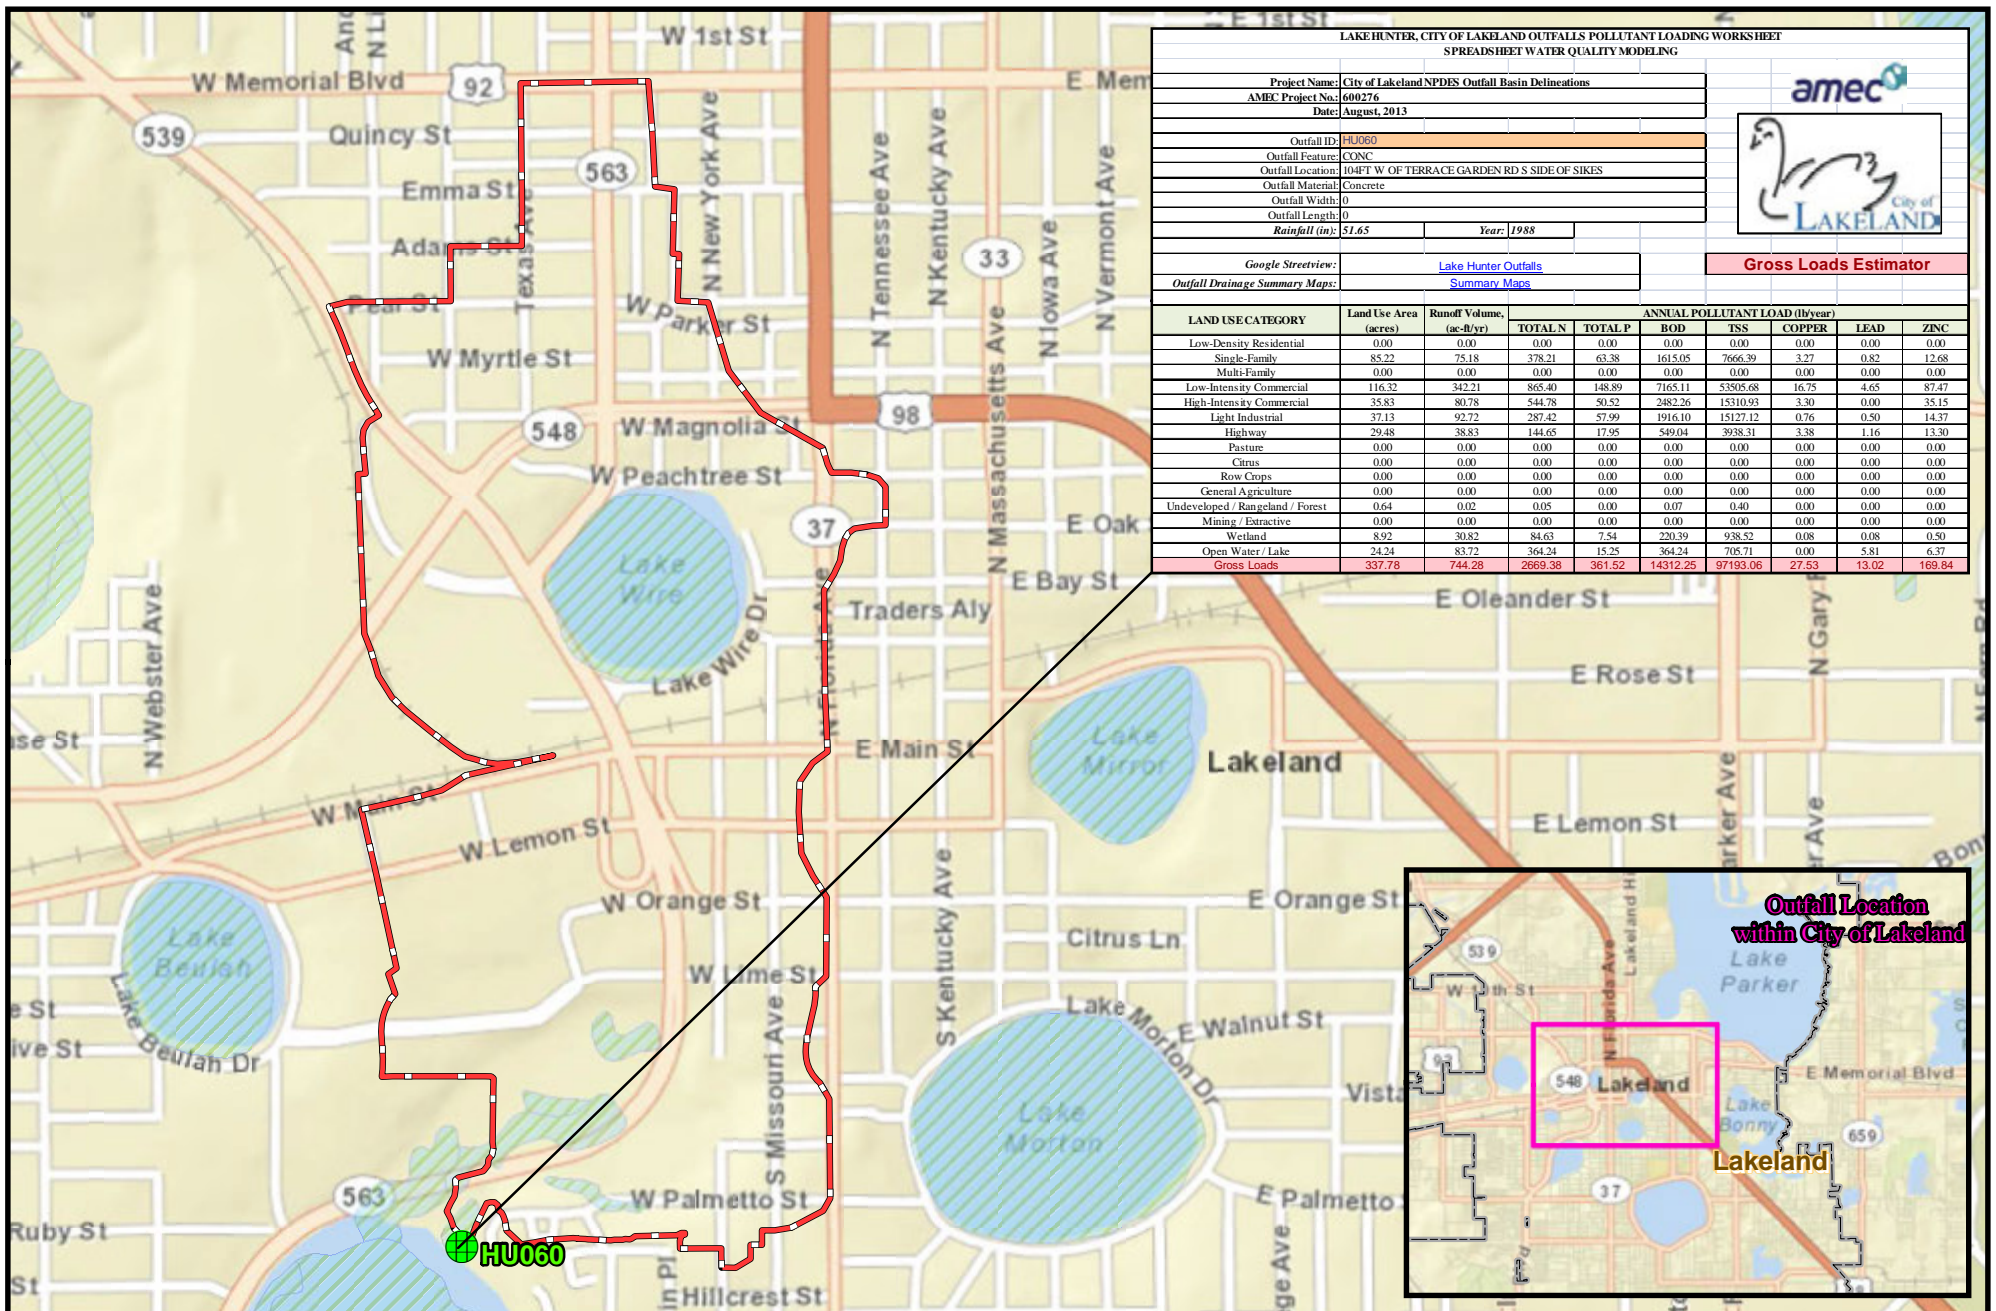 LAKE HUNTER, CITY OF LAKELAND OUTFALLS POLLUTANT LOADING WORKSHEET
SPREADSHEET WATER QUALITY MODELING
Project Name: City of Lakeland NPDES Outfall Basin Delineations
AMEC Project No.: 600276
Date: August, 2013
amec
Outfall ID: HU060
Outfall Feature: CONC
Outfall Location: 104FT W OF TERRACE GARDEN RD S SIDE OF SIKES
Outfall Material: Concrete
Outfall Width: 0
Outfall Length: 0
Rainfall (in): 51.65 Year: 1988
City of
LAKELAND
Google Streetview: Lake Hunter Outfalls
Gross Loads Estimator
Outfall Drainage Summary Maps: Summary Maps
LAND USE CATEGORY Land Use Area (acres) Runoff Volume, (ac-ft/yr) ANNUAL POLLUTANT LOAD (lb/year)
TOTAL N TOTAL P BOD TSS COPPER LEAD ZINC
Low-Density Residential 0.00 0.00 0.00 0.00 0.00 0.00 0.00 0.00 0.00
Single-Family 85.22 75.18 378.21 63.38 1615.05 7666.39 3.27 0.82 12.68
Multi-Family 0.00 0.00 0.00 0.00 0.00 0.00 0.00 0.00 0.00
Low-Intensity Commercial 116.32 342.21 865.40 148.89 7165.11 53505.68 16.75 4.65 87.47
High-Intensity Commercial 35.83 80.78 544.78 50.52 2482.26 15310.93 3.30 0.00 35.15
Light Industrial 37.13 92.72 287.42 57.99 1916.10 15127.12 0.76 0.50 14.37
Highway 29.48 38.83 144.65 17.95 549.04 3938.31 3.38 1.16 13.30
Pasture 0.00 0.00 0.00 0.00 0.00 0.00 0.00 0.00 0.00
Citrus 0.00 0.00 0.00 0.00 0.00 0.00 0.00 0.00 0.00
Row Crops 0.00 0.00 0.00 0.00 0.00 0.00 0.00 0.00 0.00
General Agriculture 0.00 0.00 0.00 0.00 0.00 0.00 0.00 0.00 0.00
Undeveloped / Rangeland / Forest 0.64 0.02 0.05 0.00 0.07 0.40 0.00 0.00 0.00
Mining / Extractive 0.00 0.00 0.00 0.00 0.00 0.00 0.00 0.00 0.00
Wetland 8.92 30.82 84.63 7.54 220.39 938.52 0.08 0.08 0.50
Open Water / Lake 24.24 83.72 364.24 15.25 364.24 705.71 0.00 5.81 6.37
Gross Loads 337.78 744.28 2669.38 361.52 14312.25 97193.06 27.53 13.02 169.84
E 1st St
W 1st St
W Memorial Blvd
92
E Mem
539
Quincy St
563
Emma St
Texas Ave
N New York Ave
N Tennessee Ave
N Kentucky Ave
N Vermont Ave
N Iowa Ave
Adams St
33
Pear St
W Parker St
W Myrtle St
N Massachusetts Ave
98
548
W Magnolia St
W Peachtree St
37
E Oak
Lake
Wire
E Bay St
Traders Aly
E Oleander St
N Webster Ave
Lake Wire Dr
N Florida Ave
E Rose St
E Main St
Lake
Mirror
Lakeland
W Main St
W Lemon St
E Lemon St
W Orange St
E Orange St
Lake
Beulah
Citrus Ln
W Lime St
S Kentucky Ave
Lake Morton Dr
E Walnut St
Lake Beulah Dr
S Missouri Ave
Lake
Morton
Vista
563
W Palmetto St
E Palmetto
Ruby St
HU060
Hillcrest St
Outfall Location
within City of Lakeland
539
Lakeland Hi
Lake
Parker
N Florida Ave
92
548
Lakeland
E Memorial Blvd
Lake
Bonny
659
Lakeland
37